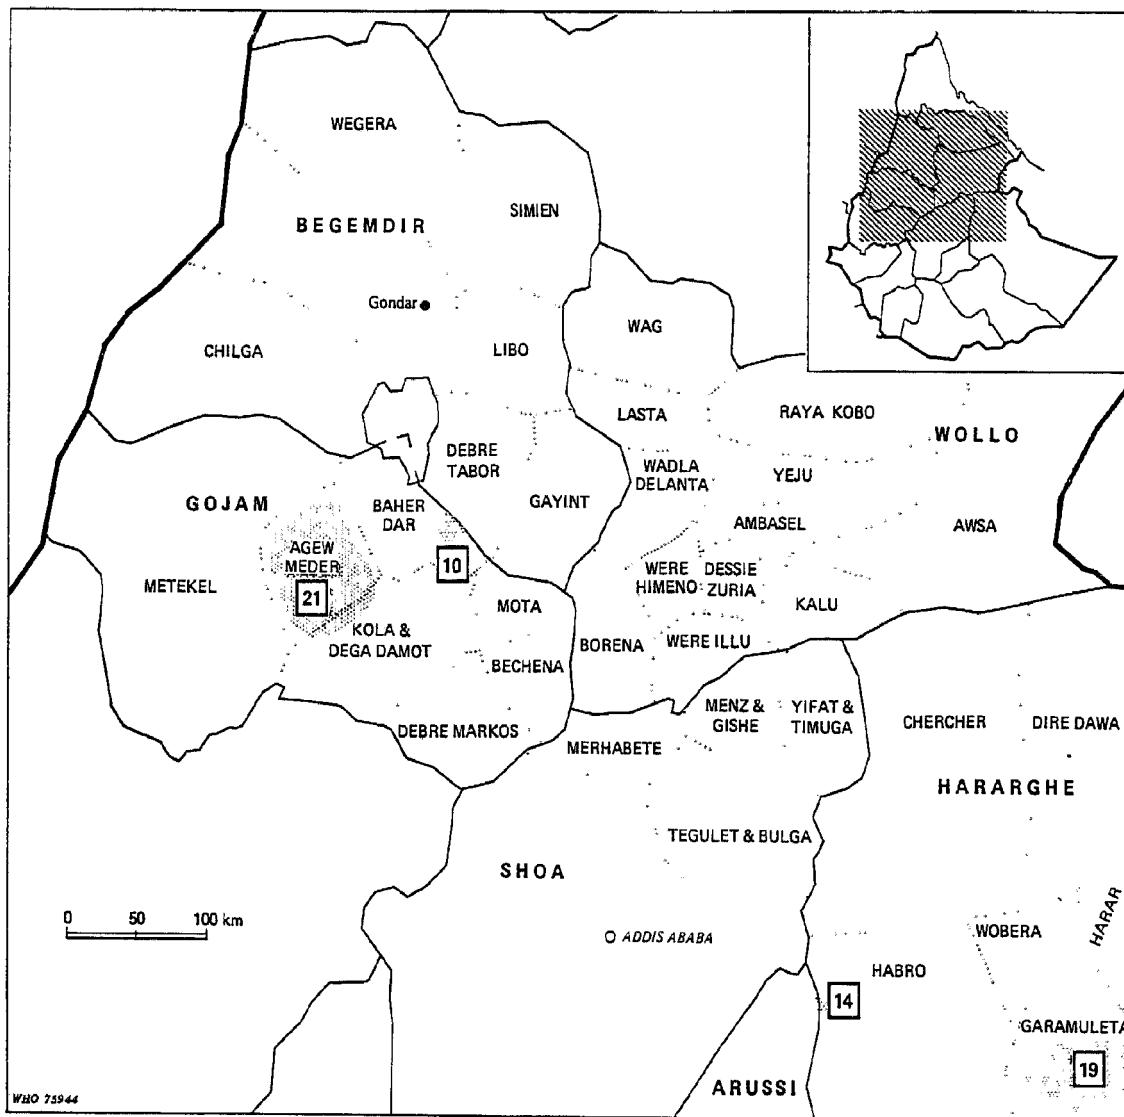 WEGERA
SIMIEN
BEGEMDIR
Gondar
WAG
CHILGA
LIBO
LASTA
RAYA KOBO
WOLLO
DEBRE
TABOR
WADLA
DELANTA
YEJU
GOJAM
BAHER
DAR
GAYINT
AMBASEL
AWSA
AGEW
MEDER
21
10
METEKEL
WERE
HIMENO
DESSIE
ZURIA
KALU
MOTA
KOLA &
DEGA DAMOT
BORENA
WERE ILLU
BECHENA
MENZ &
GISHE
YIFAT &
TIMUGA
CHERCHER
DIRE DAWA
DEBRE MARKOS
MERHABETE
HARARGHE
TEGULET & BULGA
SHOA
0 50 100 km
ADDIS ABABA
WOBERA
HARAR
HABRO
14
GARAMULETA
19
ARUSSI
WHO 75944